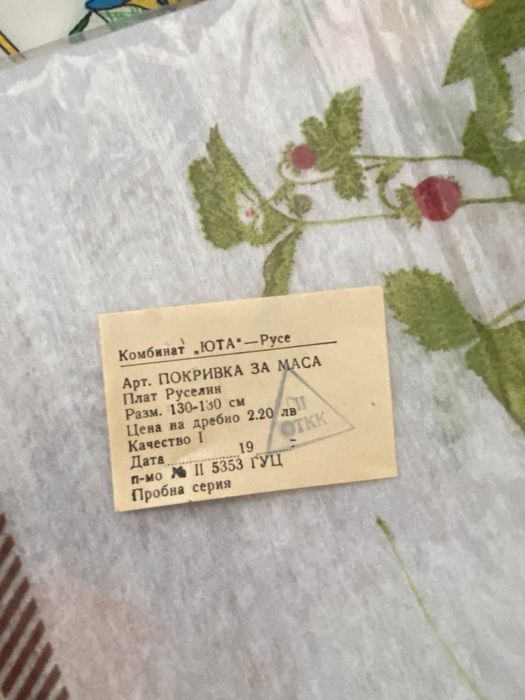 Комбинат „ЮТА" — Русе
Арт. ПОКРИВКА ЗА МАСА
Плат Руселин
Разм. 130-130 см
Цена на дребно 2.20 лв
Качество I
Дата 19
п-мо № II 5353 ГУЦ
Пробна серия
ОТКК